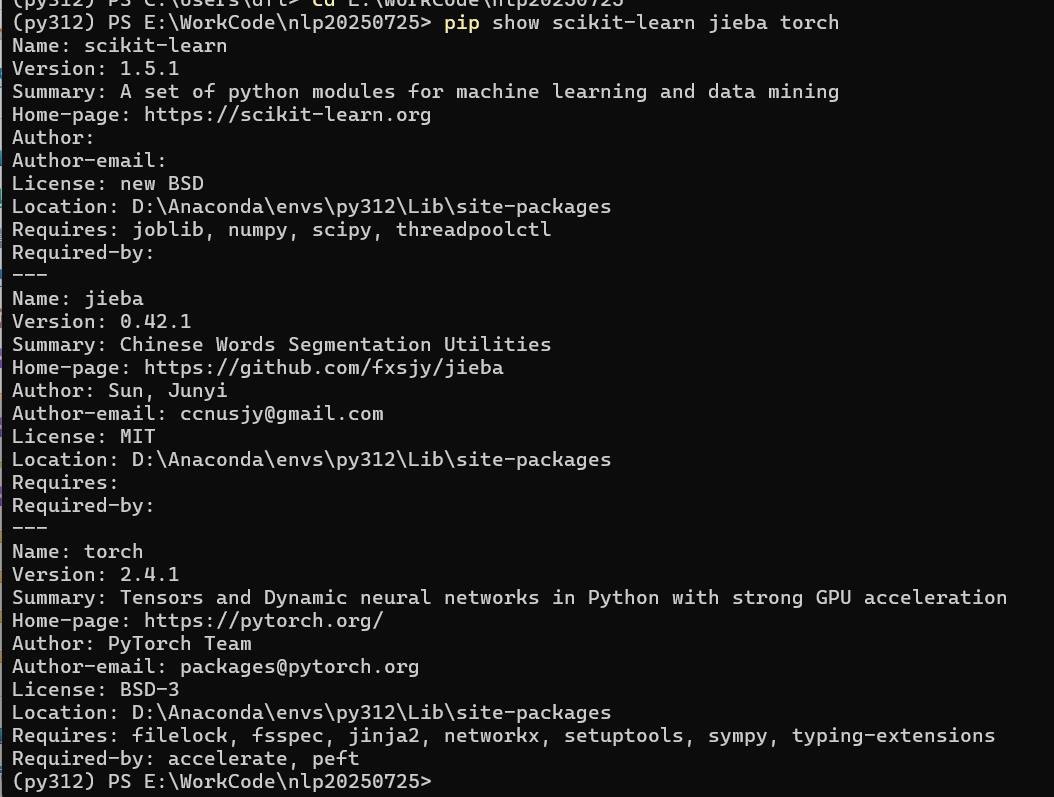 (py312) PS E:\WorkCode\nlp20250725> pip show scikit-learn jieba torch
Name: scikit-learn
Version: 1.5.1
Summary: A set of python modules for machine learning and data mining
Home-page: https://scikit-learn.org
Author:
Author-email:
License: new BSD
Location: D:\Anaconda\envs\py312\Lib\site-packages
Requires: joblib, numpy, scipy, threadpoolctl
Required-by:
---
Name: jieba
Version: 0.42.1
Summary: Chinese Words Segmentation Utilities
Home-page: https://github.com/fxsjy/jieba
Author: Sun, Junyi
Author-email: ccnusjy@gmail.com
License: MIT
Location: D:\Anaconda\envs\py312\Lib\site-packages
Requires:
Required-by:
---
Name: torch
Version: 2.4.1
Summary: Tensors and Dynamic neural networks in Python with strong GPU acceleration
Home-page: https://pytorch.org/
Author: PyTorch Team
Author-email: packages@pytorch.org
License: BSD-3
Location: D:\Anaconda\envs\py312\Lib\site-packages
Requires: filelock, fsspec, jinja2, networkx, setuptools, sympy, typing-extensions
Required-by: accelerate, peft
(py312) PS E:\WorkCode\nlp20250725>